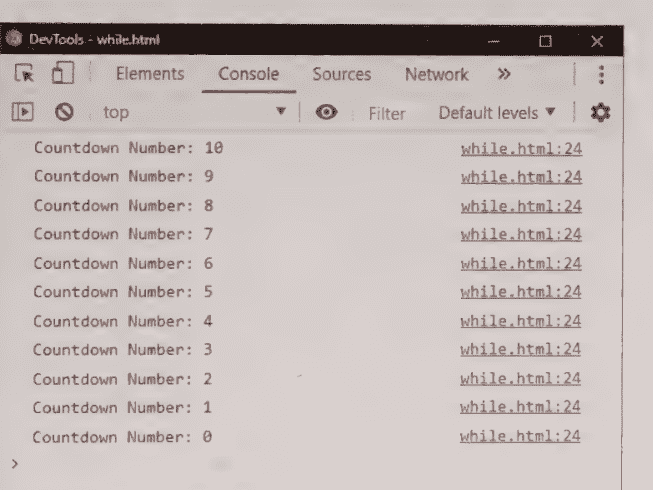 DevTools - while.html
Elements Console Sources Network »
top Filter Default levels
Countdown Number: 10 while.html:24
Countdown Number: 9 while.html:24
Countdown Number: 8 while.html:24
Countdown Number: 7 while.html:24
Countdown Number: 6 while.html:24
Countdown Number: 5 while.html:24
Countdown Number: 4 while.html:24
Countdown Number: 3 while.html:24
Countdown Number: 2 while.html:24
Countdown Number: 1 while.html:24
Countdown Number: 0 while.html:24
>